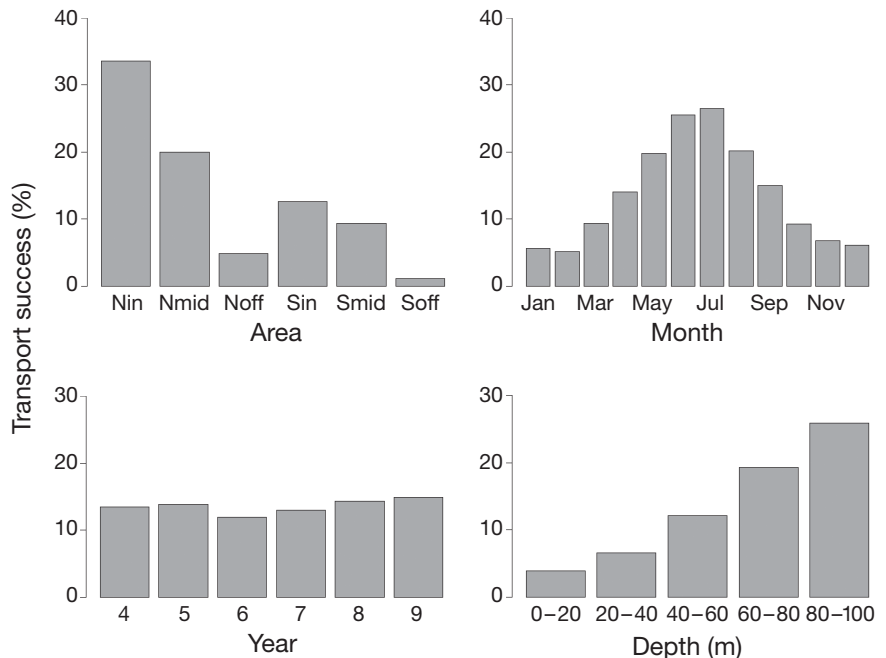 Transport success (%)
40
30
20
10
0
Nin Nmid Noff Sin Smid Soff
Area
40
30
20
10
0
Jan Mar May Jul Sep Nov
Month
30
20
10
0
4 5 6 7 8 9
Year
30
20
10
0
0–20 20–40 40–60 60–80 80–100
Depth (m)